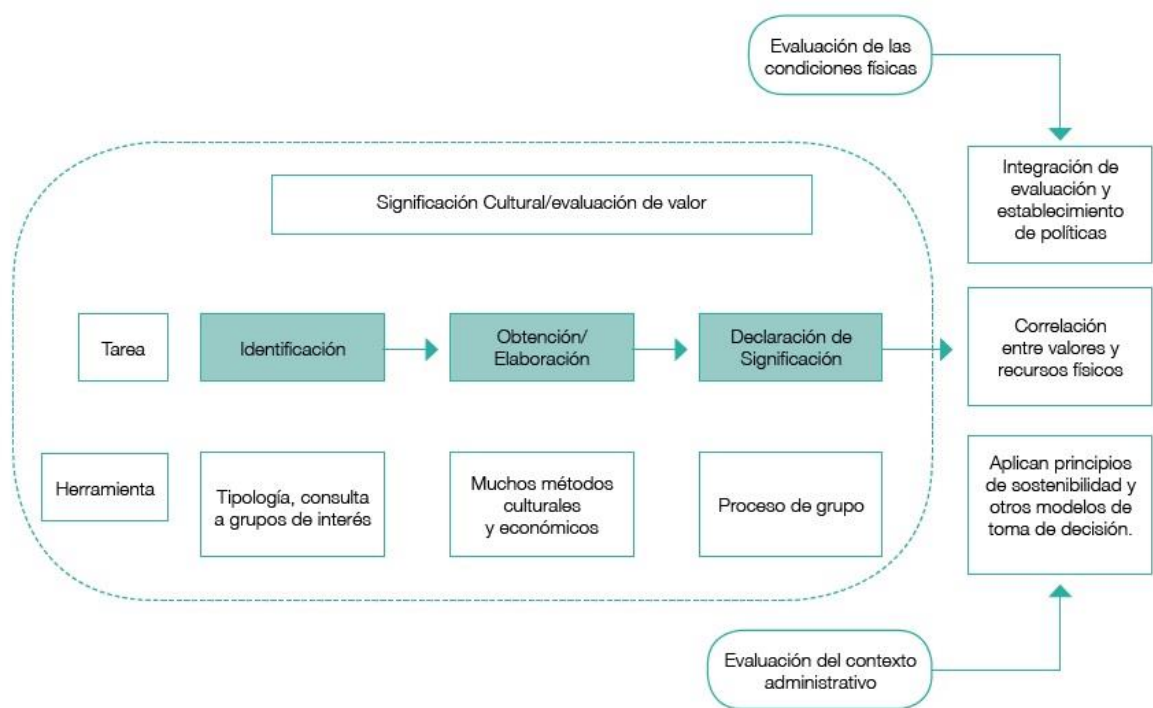 Evaluación de las
condiciones físicas
Integración de
evaluación y
establecimiento
de políticas
Significación Cultural/evaluación de valor
Tarea
Identificación
Obtención/
Elaboración
Declaración de
Significación
Correlación
entre valores y
recursos físicos
Herramienta
Tipología, consulta
a grupos de interés
Muchos métodos
culturales
y económicos
Proceso de grupo
Aplican principios
de sostenibilidad y
otros modelos de
toma de decisión.
Evaluación del contexto
administrativo